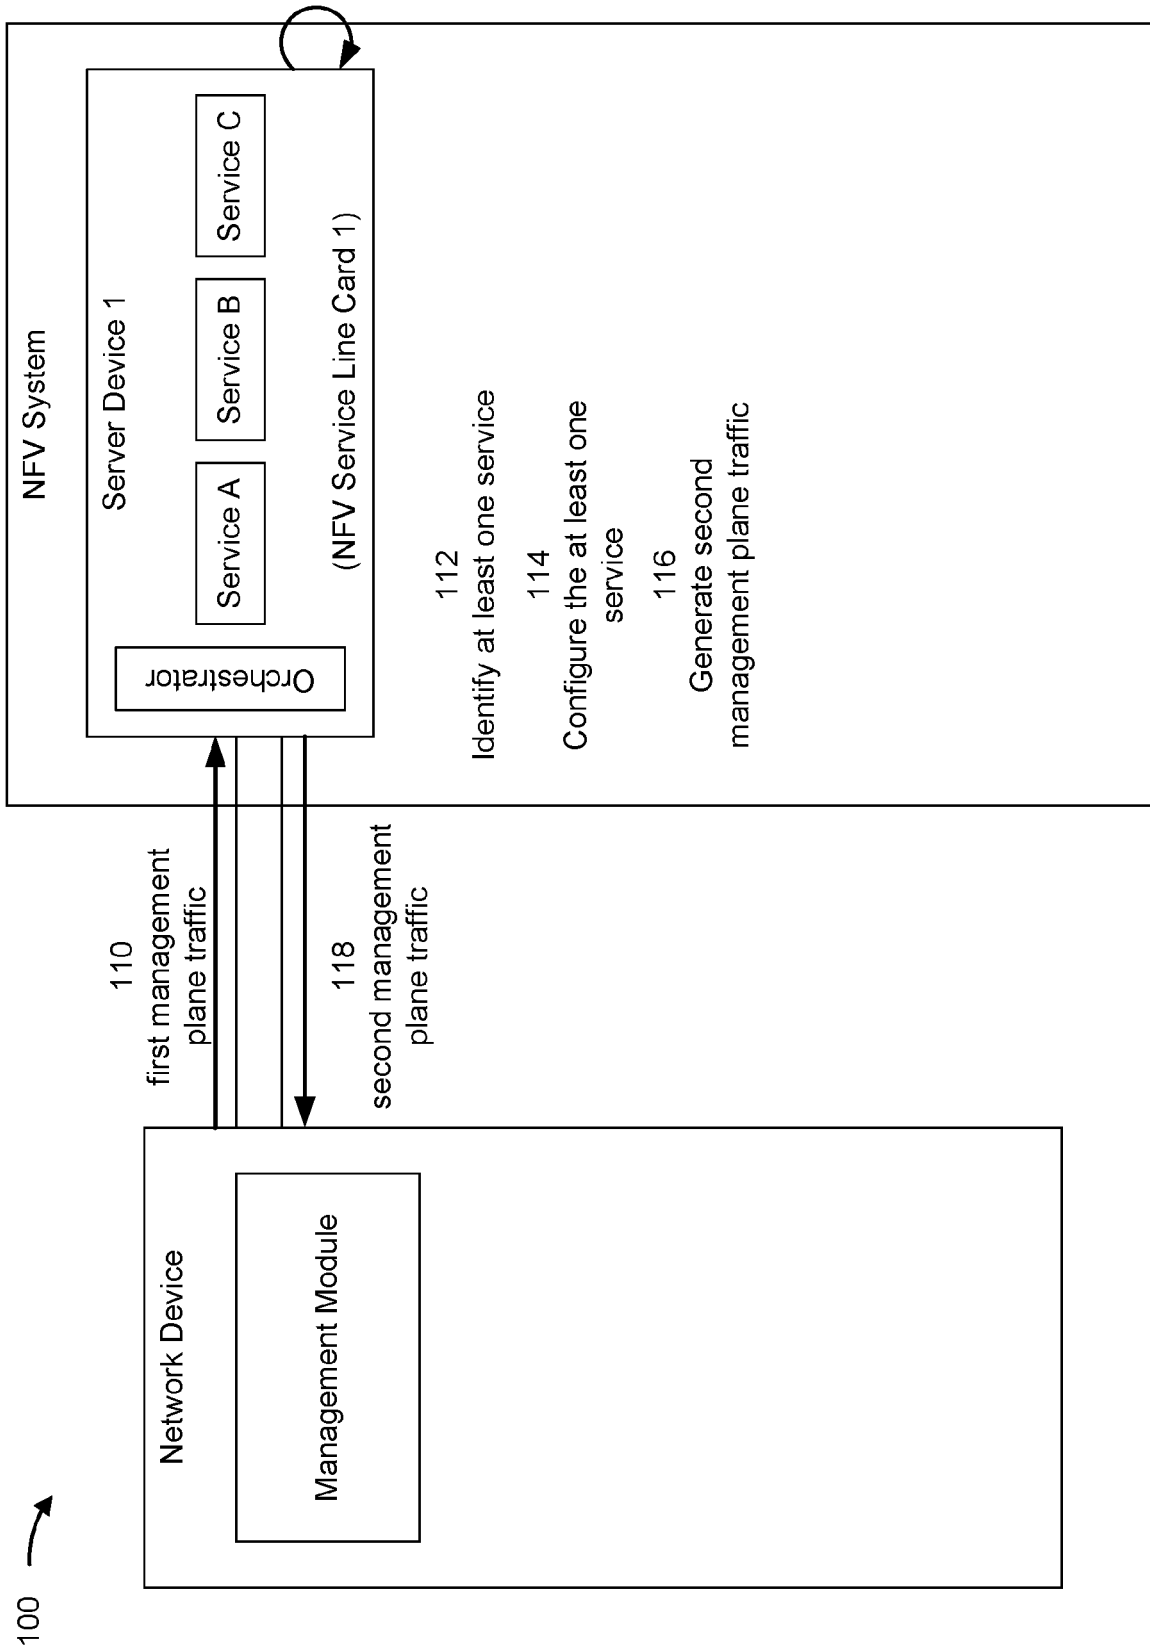 100
Network Device
Management Module
110
first management
plane traffic
118
second management
plane traffic
NFV System
Server Device 1
Orchestrator
Service A
Service B
Service C
(NFV Service Line Card 1)
112
Identify at least one service
114
Configure the at least one
service
116
Generate second
management plane traffic